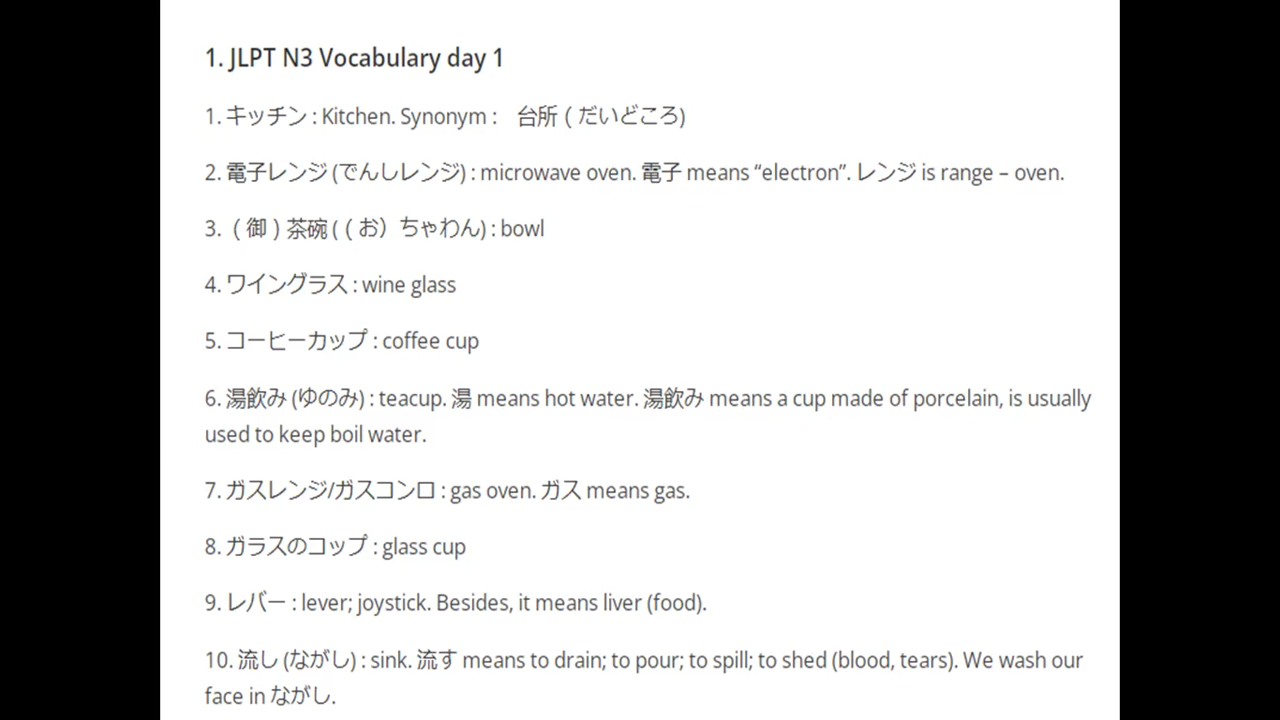 1. JLPT N3 Vocabulary day 1
1. キッチン : Kitchen. Synonym :　台所 ( だいどころ)
2. 電子レンジ (でんしレンジ) : microwave oven. 電子 means “electron”. レンジ is range – oven.
3. ( 御 ) 茶碗 ( ( お）ちゃわん) : bowl
4. ワイングラス : wine glass
5. コーヒーカップ : coffee cup
6. 湯飲み (ゆのみ) : teacup. 湯 means hot water. 湯飲み means a cup made of porcelain, is usually
used to keep boil water.
7. ガスレンジ/ガスコンロ : gas oven. ガス means gas.
8. ガラスのコップ : glass cup
9. レバー : lever; joystick. Besides, it means liver (food).
10. 流し (ながし) : sink. 流す means to drain; to pour; to spill; to shed (blood, tears). We wash our
face in ながし.